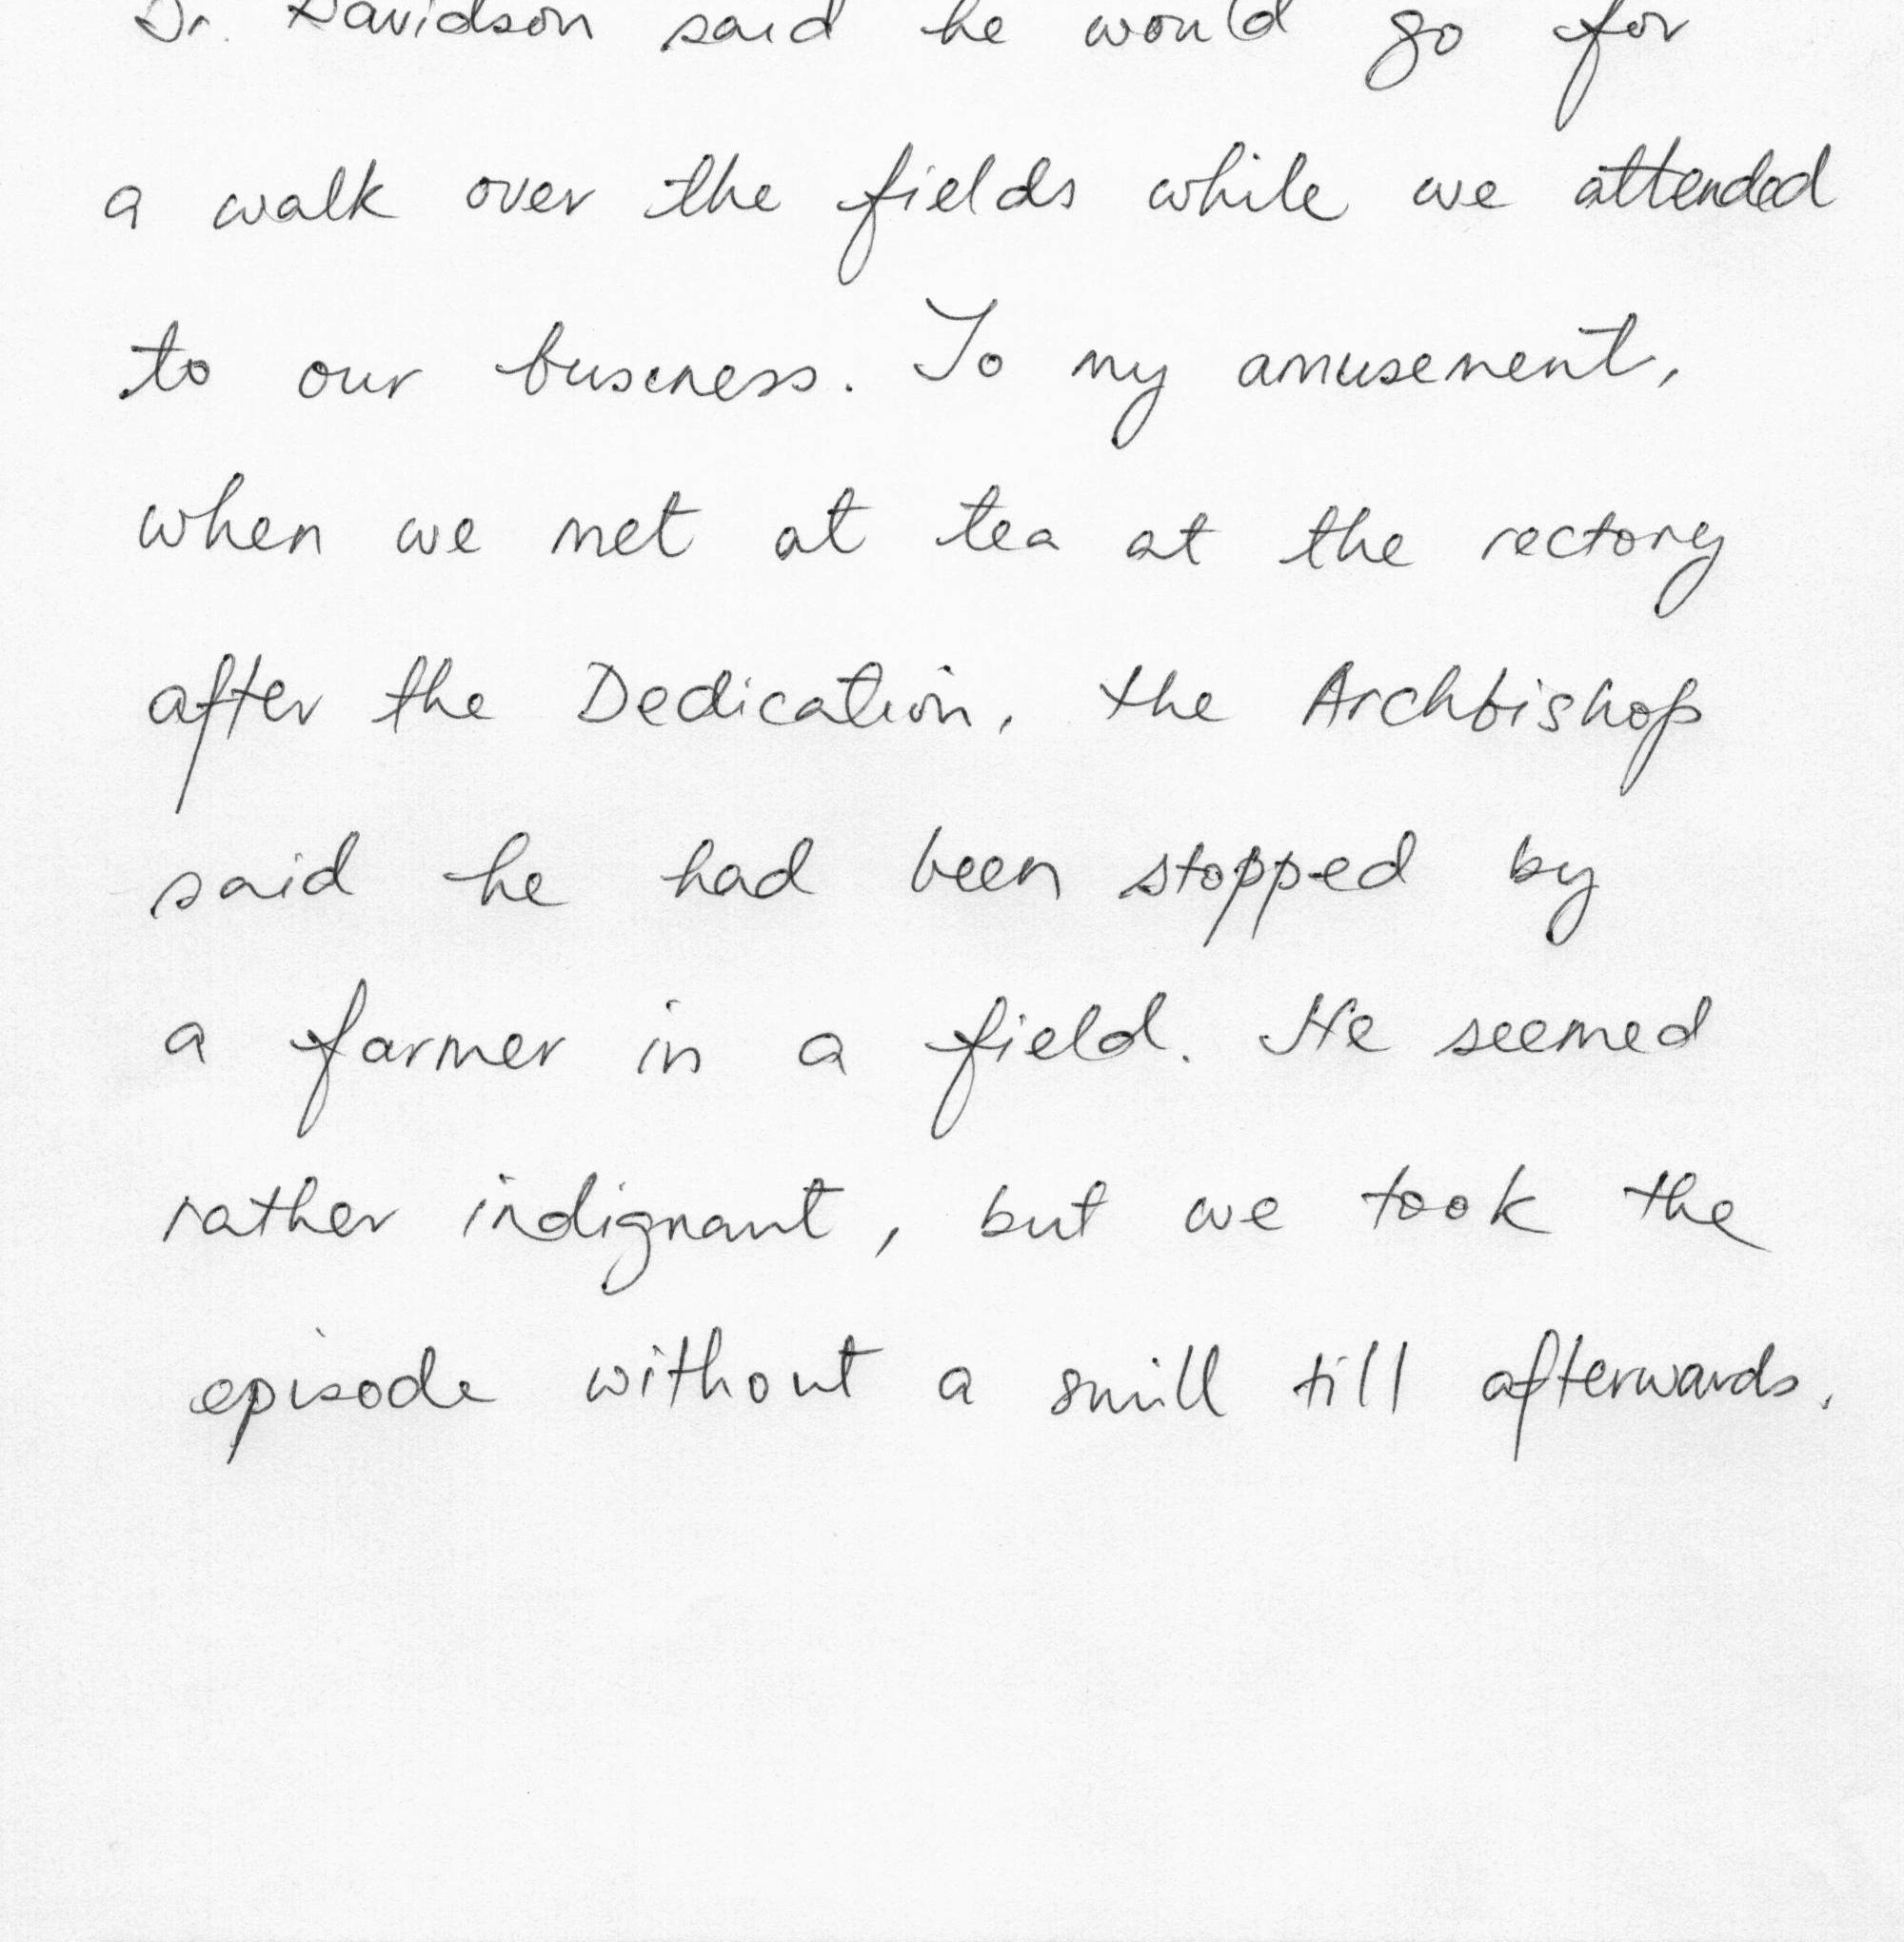 Dr. Davidson said he would go for
a walk over the fields while we attended
to our business. To my amusement,
when we met at tea at the rectory
after the Dedication, the Archbishop
said he had been stopped by
a farmer in a field. He seemed
rather indignant, but we took the
episode without a smill till afterwards.